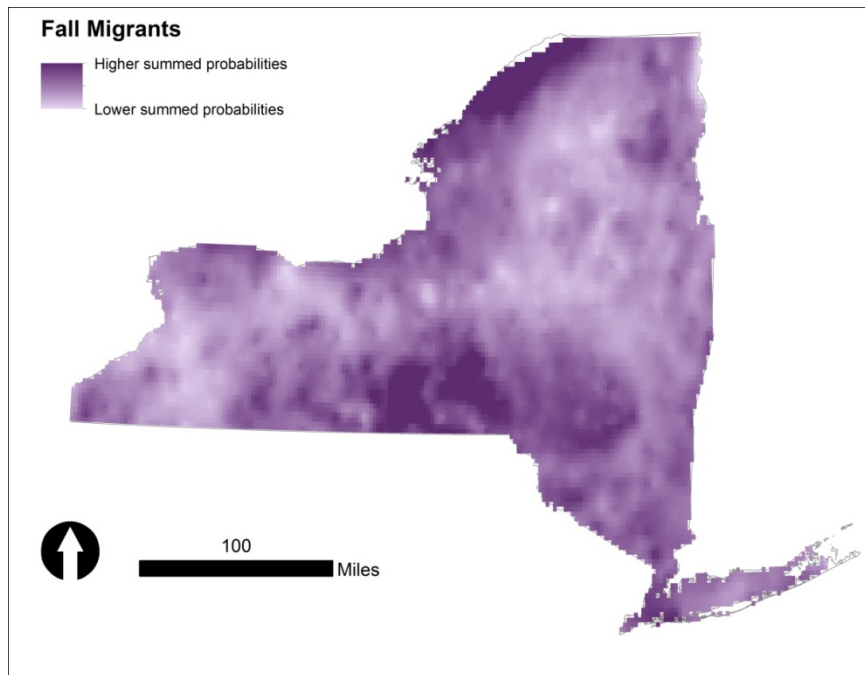 Fall Migrants
Higher summed probabilities
Lower summed probabilities
100
Miles